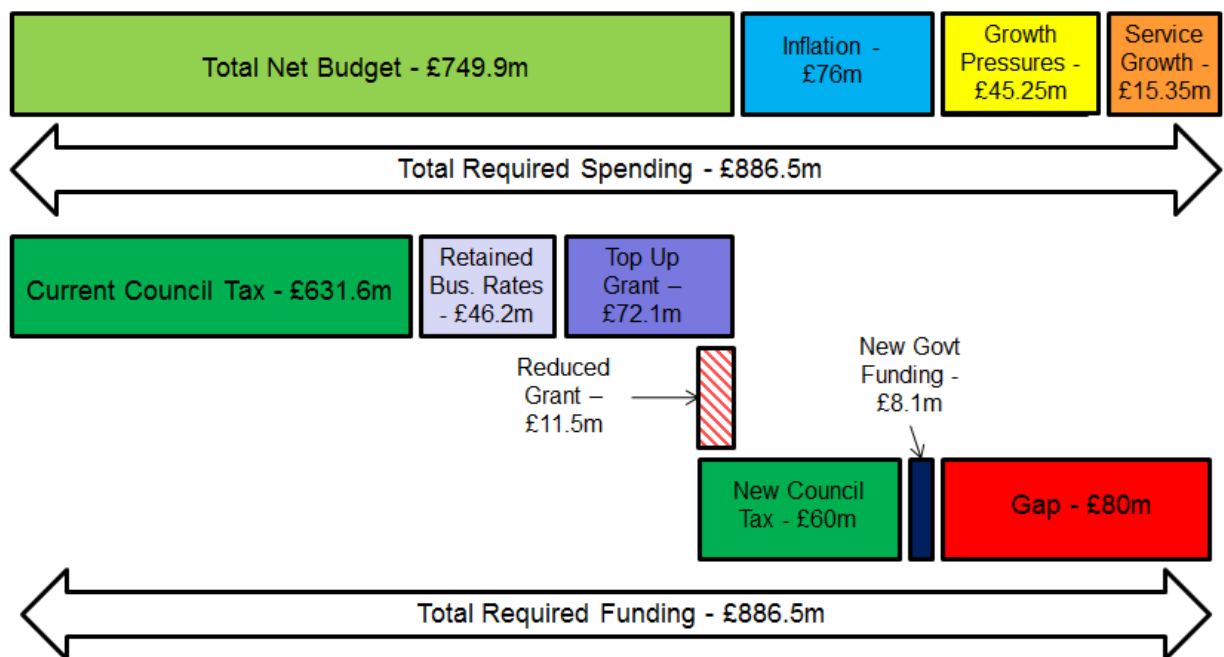 Total Net Budget - £749.9m
Inflation -
£76m
Growth
Pressures -
£45.25m
Service
Growth -
£15.35m
Total Required Spending - £886.5m
Current Council Tax - £631.6m
Retained
Bus. Rates
- £46.2m
Top Up
Grant –
£72.1m
Reduced
Grant –
£11.5m
New Govt
Funding -
£8.1m
New Council
Tax - £60m
Gap - £80m
Total Required Funding - £886.5m